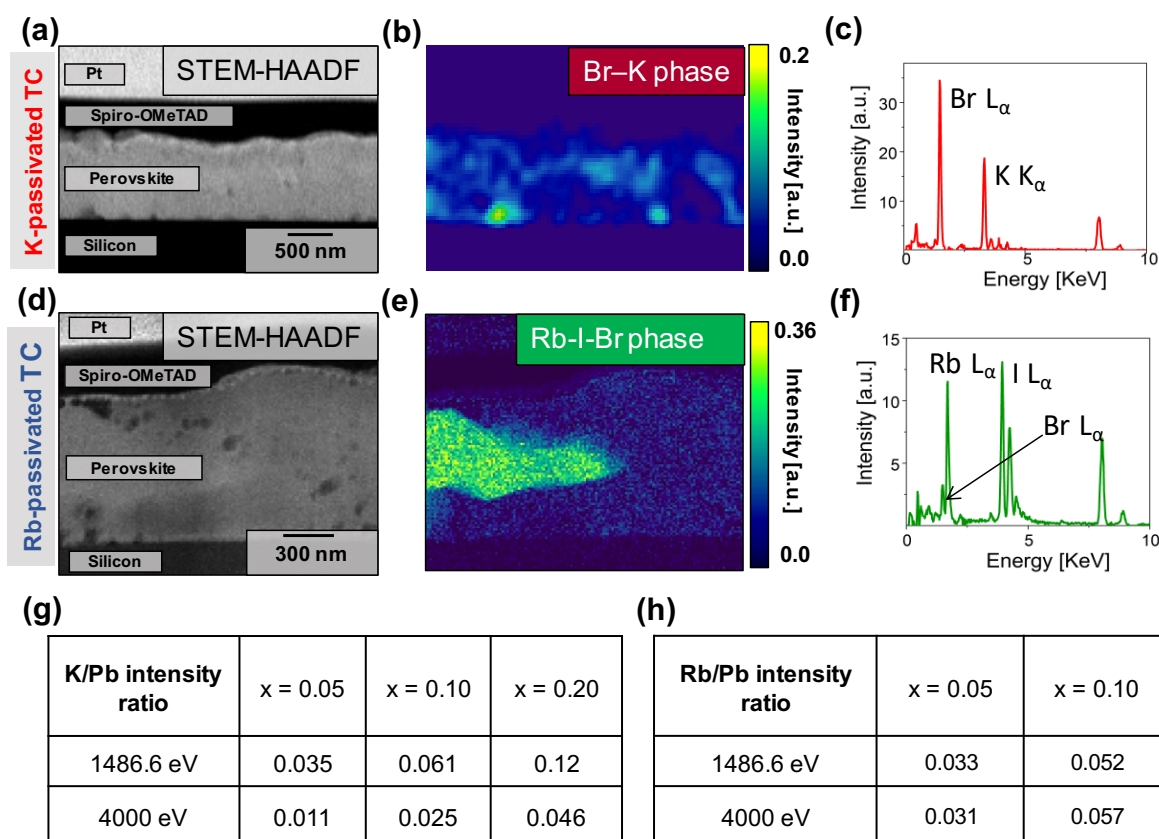 (a)
K-passivated TC
Pt
STEM-HAADF
Spiro-OMeTAD
Perovskite
Silicon
500 nm
(b)
Br–K phase
0.2
Intensity [a.u.]
0.0
(c)
Intensity [a.u.]
30
20
10
Br Lα
K Kα
0
5
10
Energy [KeV]
(d)
Rb-passivated TC
Pt
STEM-HAADF
Spiro-OMeTAD
Perovskite
Silicon
300 nm
(e)
Rb-I-Br phase
0.36
Intensity [a.u.]
0.0
(f)
Intensity [a.u.]
15
10
5
Rb Lα
I Lα
Br Lα
0
5
10
Energy [KeV]
(g)
K/Pb intensity ratio x = 0.05 x = 0.10 x = 0.20
1486.6 eV 0.035 0.061 0.12
4000 eV 0.011 0.025 0.046
(h)
Rb/Pb intensity ratio x = 0.05 x = 0.10
1486.6 eV 0.033 0.052
4000 eV 0.031 0.057